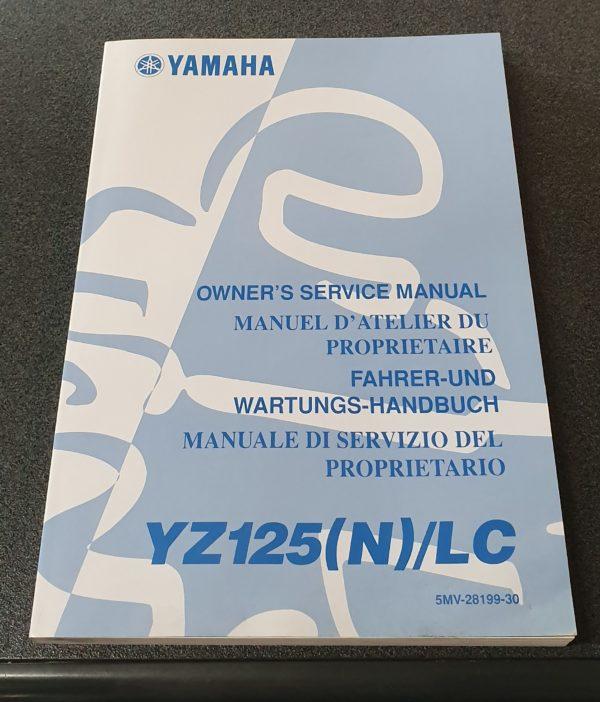 YAMAHA
OWNER'S SERVICE MANUAL
MANUEL D'ATELIER DU
PROPRIETAIRE
FAHRER-UND
WARTUNGS-HANDBUCH
MANUALE DI SERVIZIO DEL
PROPRIETARIO
YZ125(N)/LC
5MV-28199-30